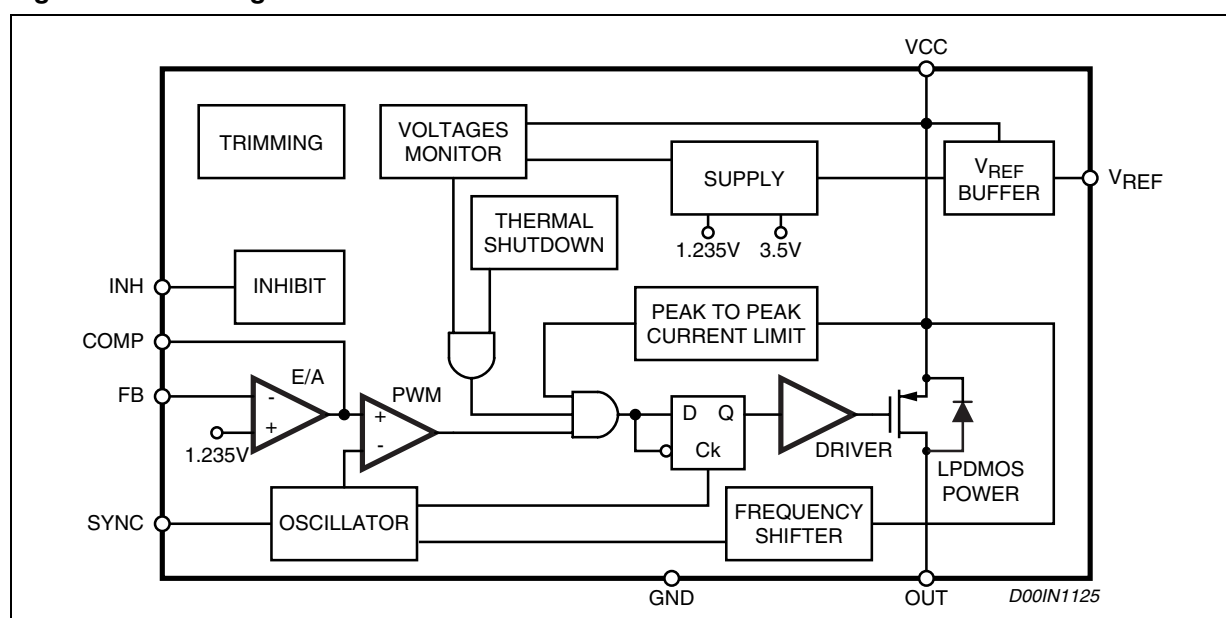 VCC
TRIMMING
VOLTAGES
MONITOR
SUPPLY
VREF
BUFFER
VREF
THERMAL
SHUTDOWN
1.235V
3.5V
INH
INHIBIT
PEAK TO PEAK
CURRENT LIMIT
COMP
E/A
FB
-
+
1.235V
PWM
+
-
D Q
Ck
DRIVER
LPDMOS
POWER
SYNC
OSCILLATOR
FREQUENCY
SHIFTER
GND
OUT
D00IN1125